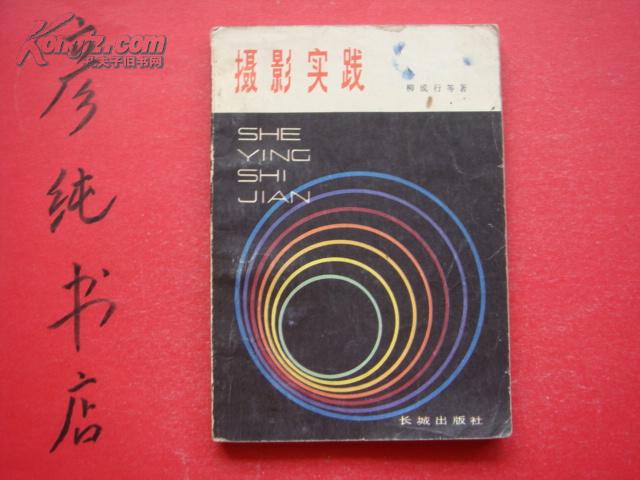 摄影实践
柳成行等著
SHE
YING
SHI
JIAN
长城出版社
Kongfz.com
孔夫子旧书网
纯书店